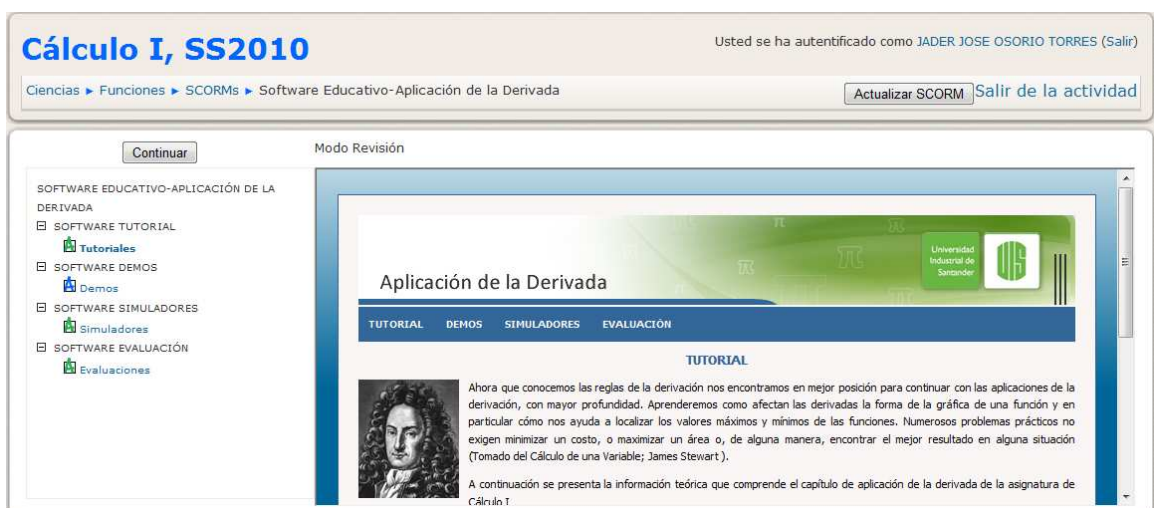 Cálculo I, SS2010
Usted se ha autentificado como JADER JOSE OSORIO TORRES (Salir)
Ciencias ► Funciones ► SCORMs ► Software Educativo-Aplicación de la Derivada
Actualizar SCORM Salir de la actividad
Continuar
Modo Revisión
SOFTWARE EDUCATIVO-APLICACIÓN DE LA
DERIVADA
SOFTWARE TUTORIAL
Tutoriales
SOFTWARE DEMOS
Demos
SOFTWARE SIMULADORES
Simuladores
SOFTWARE EVALUACIÓN
Evaluaciones
Universidad
Industrial de
Santander
Aplicación de la Derivada
TUTORIAL DEMOS SIMULADORES EVALUACIÓN
TUTORIAL
Ahora que conocemos las reglas de la derivación nos encontramos en mejor posición para continuar con las aplicaciones de la
derivación, con mayor profundidad. Aprenderemos como afectan las derivadas la forma de la gráfica de una función y en
particular cómo nos ayuda a localizar los valores máximos y mínimos de las funciones. Numerosos problemas prácticos no
exigen minimizar un costo, o maximizar un área o, de alguna manera, encontrar el mejor resultado en alguna situación
(Tomado del Cálculo de una Variable; James Stewart ).
A continuación se presenta la información teórica que comprende el capítulo de aplicación de la derivada de la asignatura de
Cálculo I